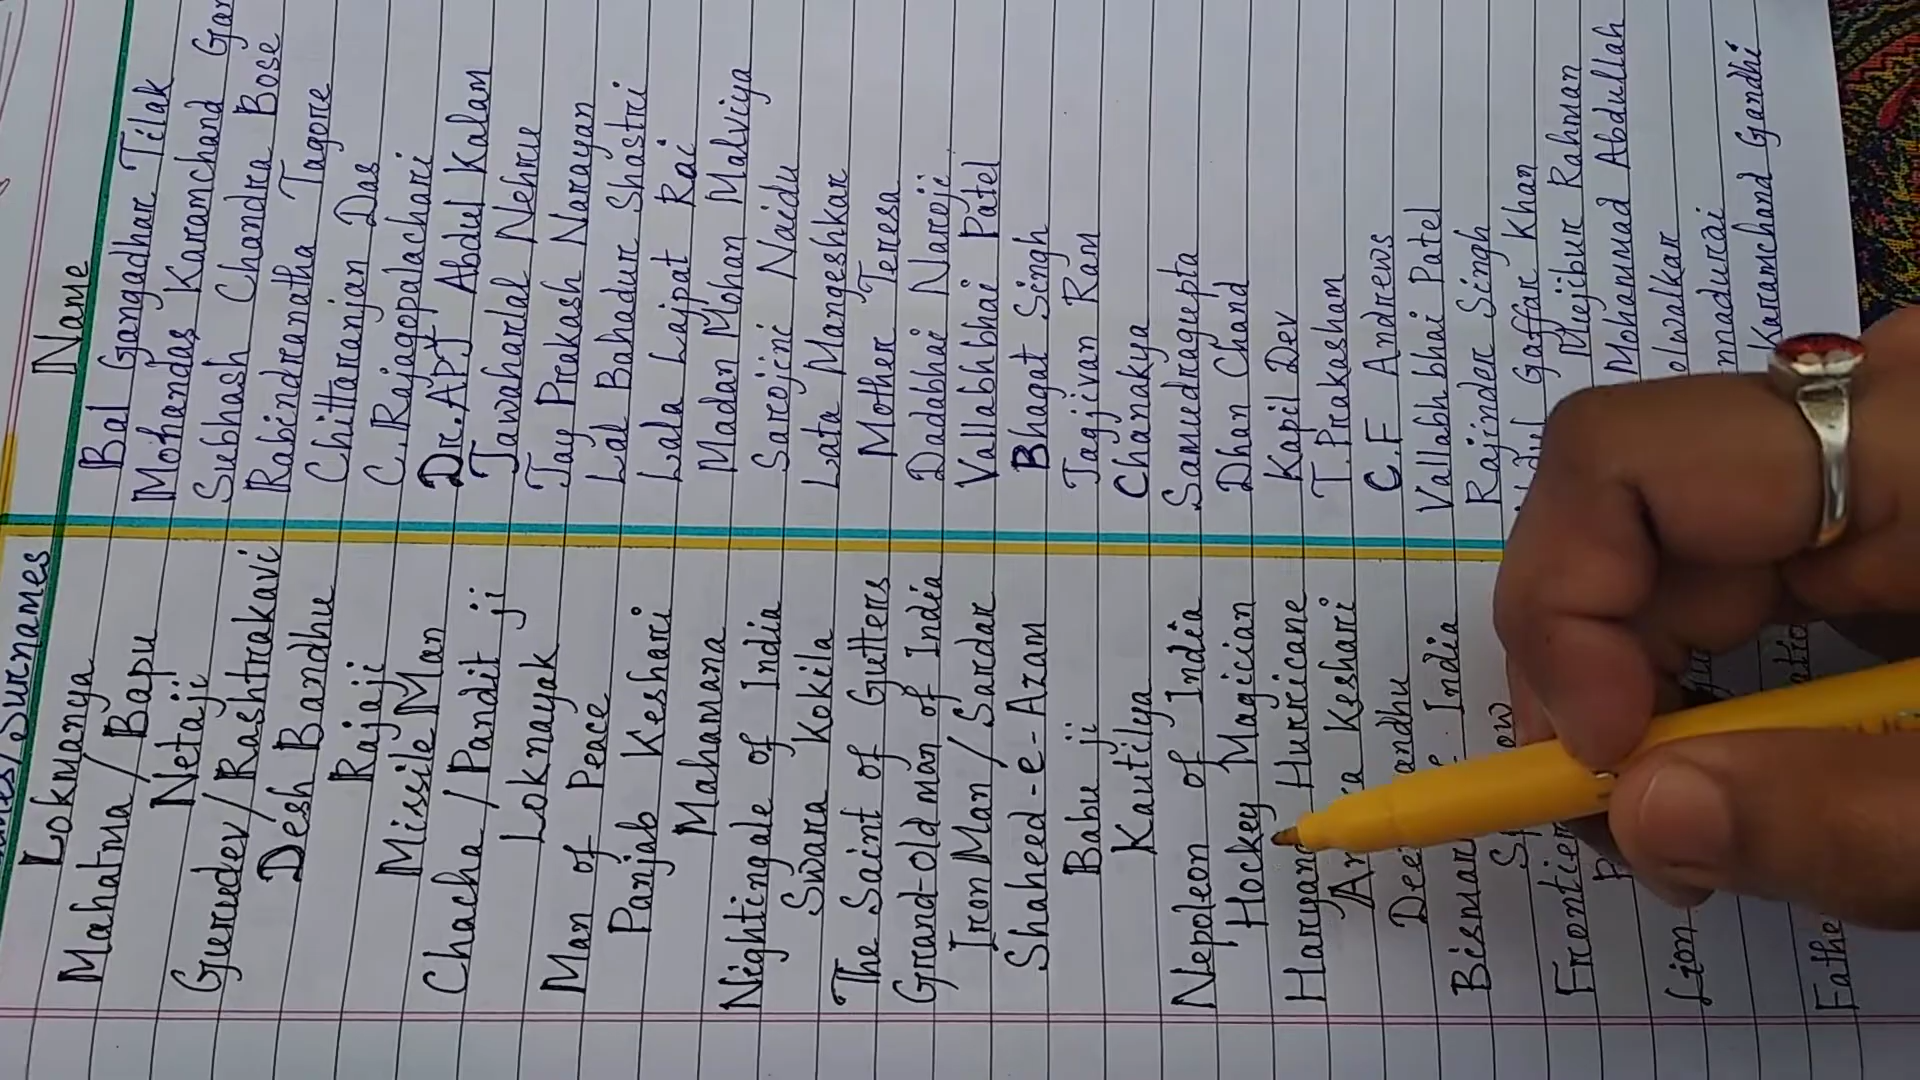 Surnames Name
Lokmanya Bal Gangadhar Tilak
Mahatma / Bapu Mohandas Karamchand
Netaji Subhash Chandra Bose
Gurudev / Rashtrakavi Rabindranatha Tagore
Desh Bandhu Chittaranjan Das
Rajaji C. Rajagopalachari
Missile Man Dr. APJ Abdul Kalam
Chacha / Pandit ji Jawaharlal Nehru
Loknayak Jay Prakash Narayan
Man of Peace Lal Bahadur Shastri
Panjab Keshari Lala Lajpat Rai
Mahamana Madan Mohan Malviya
Nightingale of India Sarojini Naidu
Swara Kokila Lata Mangeshkar
The Saint of Gutters Mother Teresa
Grand-old man of India Dadabhai Naroji
Iron Man / Sardar Vallabhbhai Patel
Shaheed-e-Azam Bhagat Singh
Babu ji Jagjivan Ram
Kautilya Chanakya
Nepoleon of India Samudragupta
Hockey Magician Dhan Chand
Hurricane Kapil Dev
Keshari T. Prakasham
C.F Andrews
India Vallabhbhai Patel
Rajinder Singh
Frontier Gaffar Khan
Mujibur Rahman
Mohammad Abdullah
Lion
Karamchand Gandhi